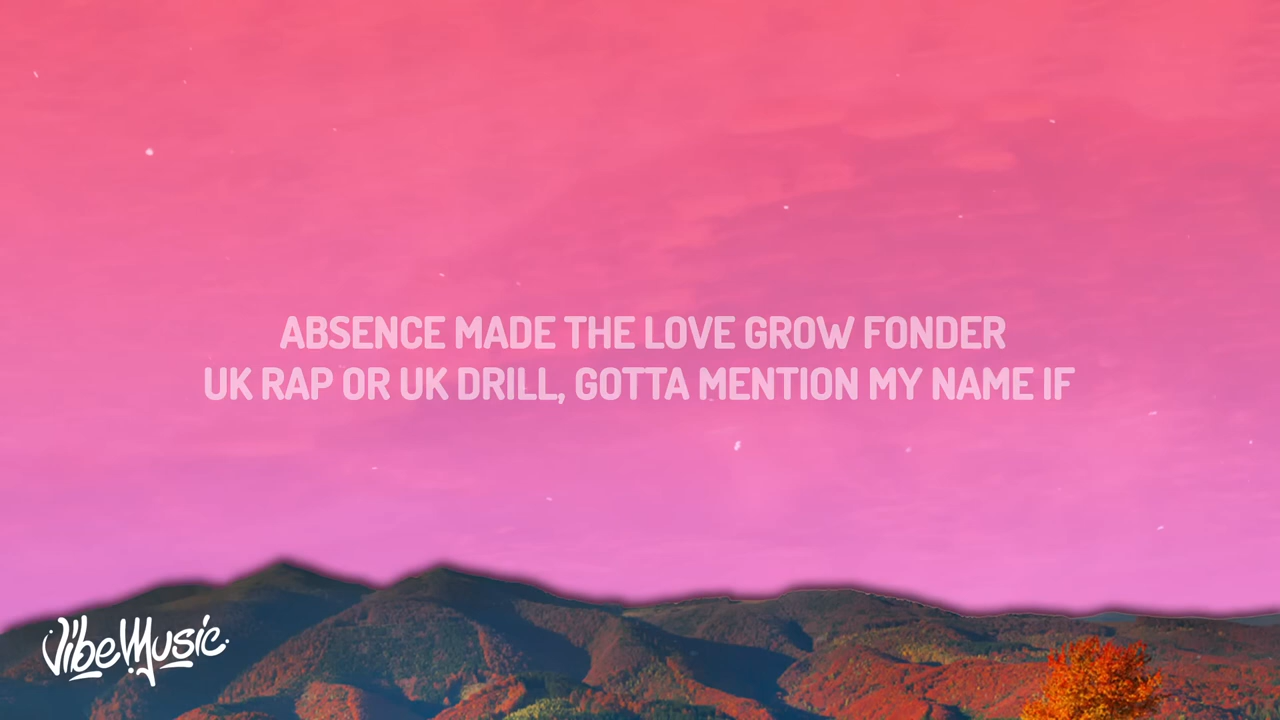 ABSENCE MADE THE LOVE GROW FONDER
UK RAP OR UK DRILL, GOTTA MENTION MY NAME IF
VibeMusic